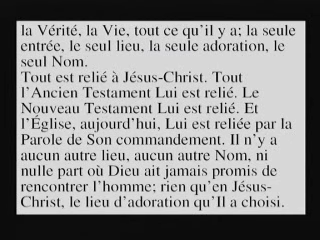 la Vérité, la Vie, tout ce qu'il y a; la seule
entrée, le seul lieu, la seule adoration, le
seul Nom.
Tout est relié à Jésus-Christ. Tout
l'Ancien Testament Lui est relié. Le
Nouveau Testament Lui est relié. Et
l'Église, aujourd'hui, Lui est reliée par la
Parole de Son commandement. Il n'y a
aucun autre lieu, aucun autre Nom, ni
nulle part où Dieu ait jamais promis de
rencontrer l'homme; rien qu'en Jésus-
Christ, le lieu d'adoration qu'Il a choisi.